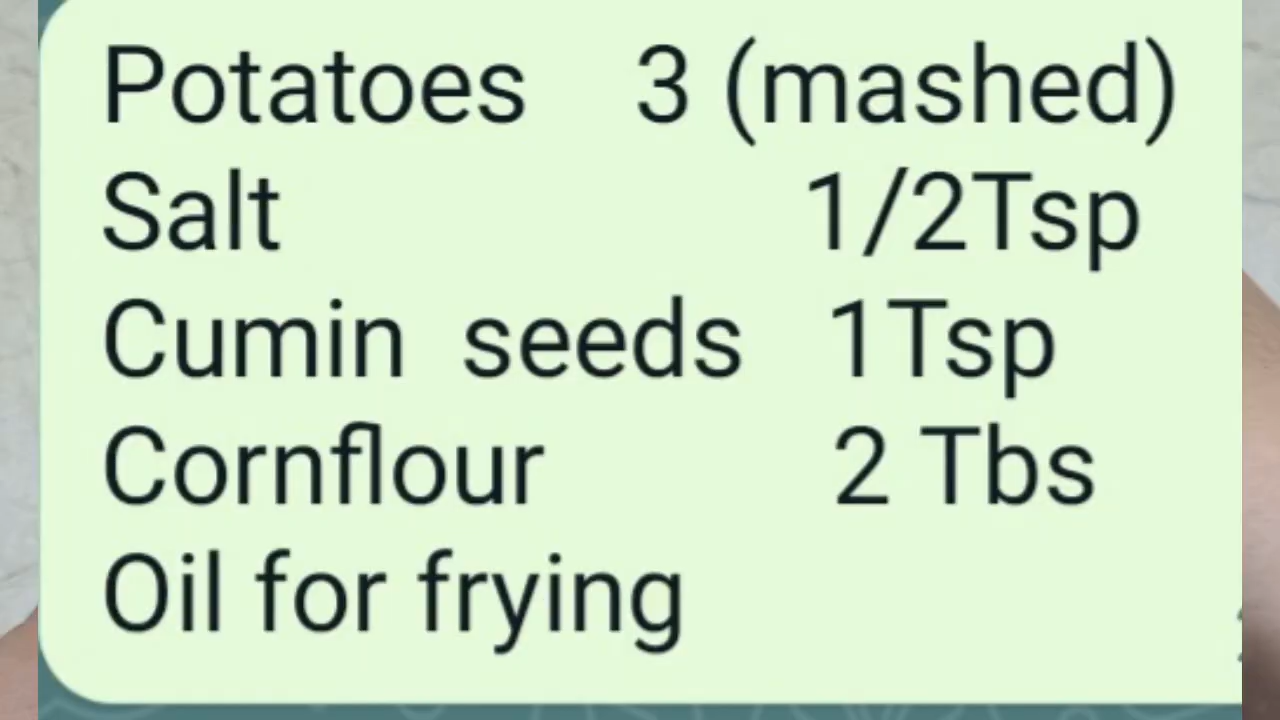 Potatoes 3 (mashed)
Salt 1/2Tsp
Cumin seeds 1Tsp
Cornflour 2 Tbs
Oil for frying